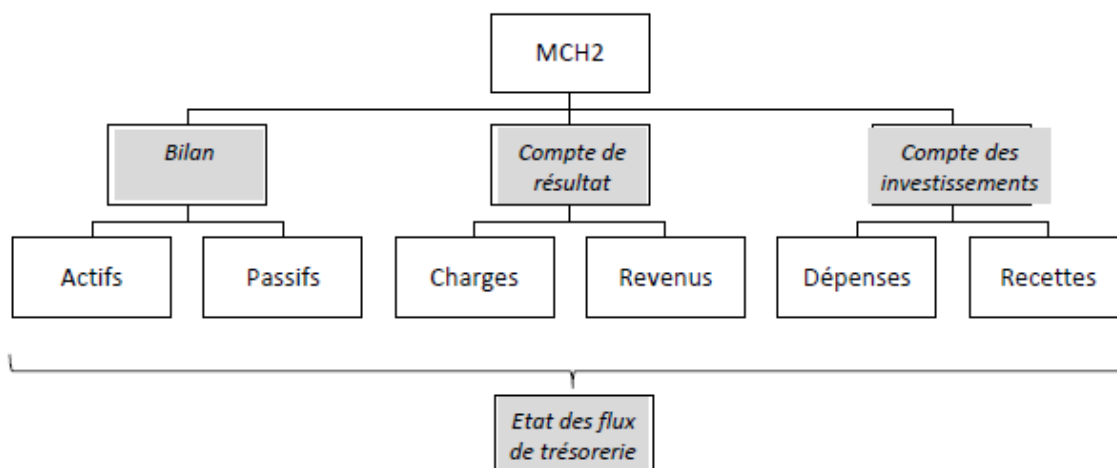 MCH2
Bilan
Compte de
résultat
Compte des
investissements
Actifs
Passifs
Charges
Revenus
Dépenses
Recettes
Etat des flux
de trésorerie